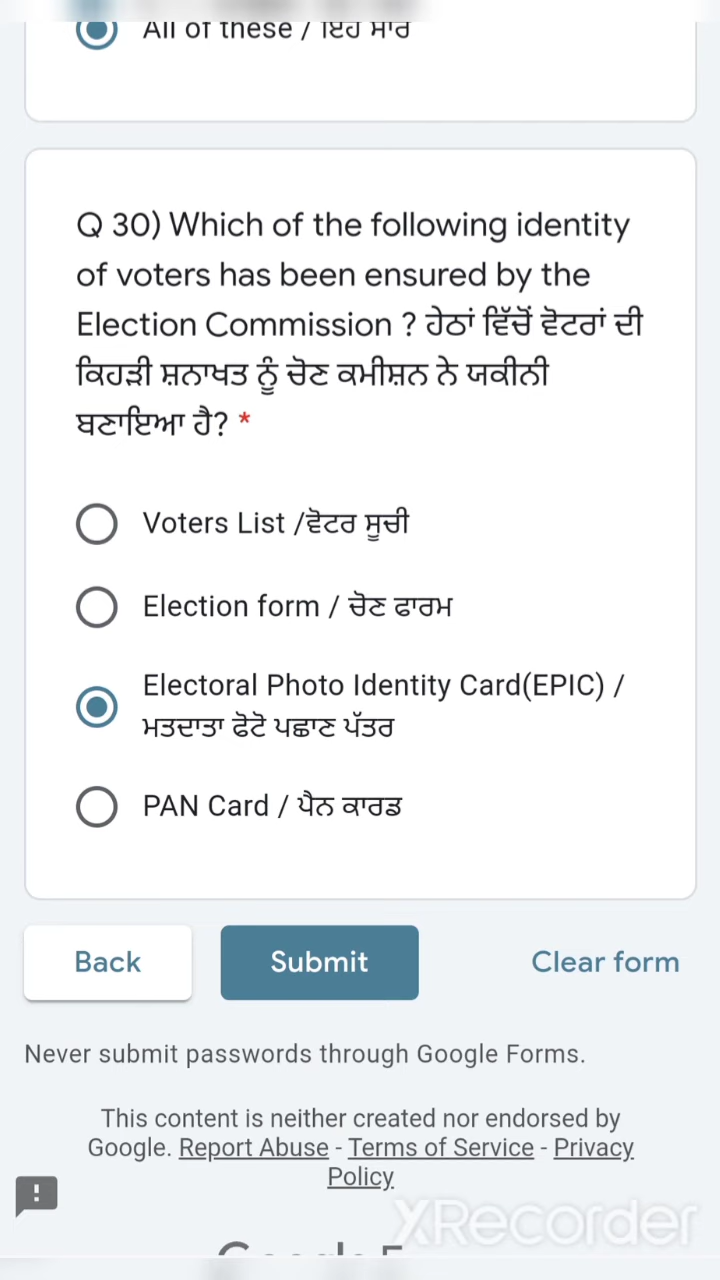 All of these / ਇਹ ਸਾਰੇ
Q 30) Which of the following identity
of voters has been ensured by the
Election Commission ? ਹੇਠਾਂ ਵਿੱਚੋਂ ਵੋਟਰਾਂ ਦੀ
ਕਿਹੜੀ ਸ਼ਨਾਖਤ ਨੂੰ ਚੋਣ ਕਮੀਸ਼ਨ ਨੇ ਯਕੀਨੀ
ਬਣਾਇਆ ਹੈ? *
Voters List /ਵੋਟਰ ਸੂਚੀ
Election form / ਚੋਣ ਫਾਰਮ
Electoral Photo Identity Card(EPIC) /
ਮਤਦਾਤਾ ਫੋਟੋ ਪਛਾਣ ਪੱਤਰ
PAN Card / ਪੈਨ ਕਾਰਡ
Back
Submit
Clear form
Never submit passwords through Google Forms.
This content is neither created nor endorsed by
Google. Report Abuse - Terms of Service - Privacy
Policy
XRecorder